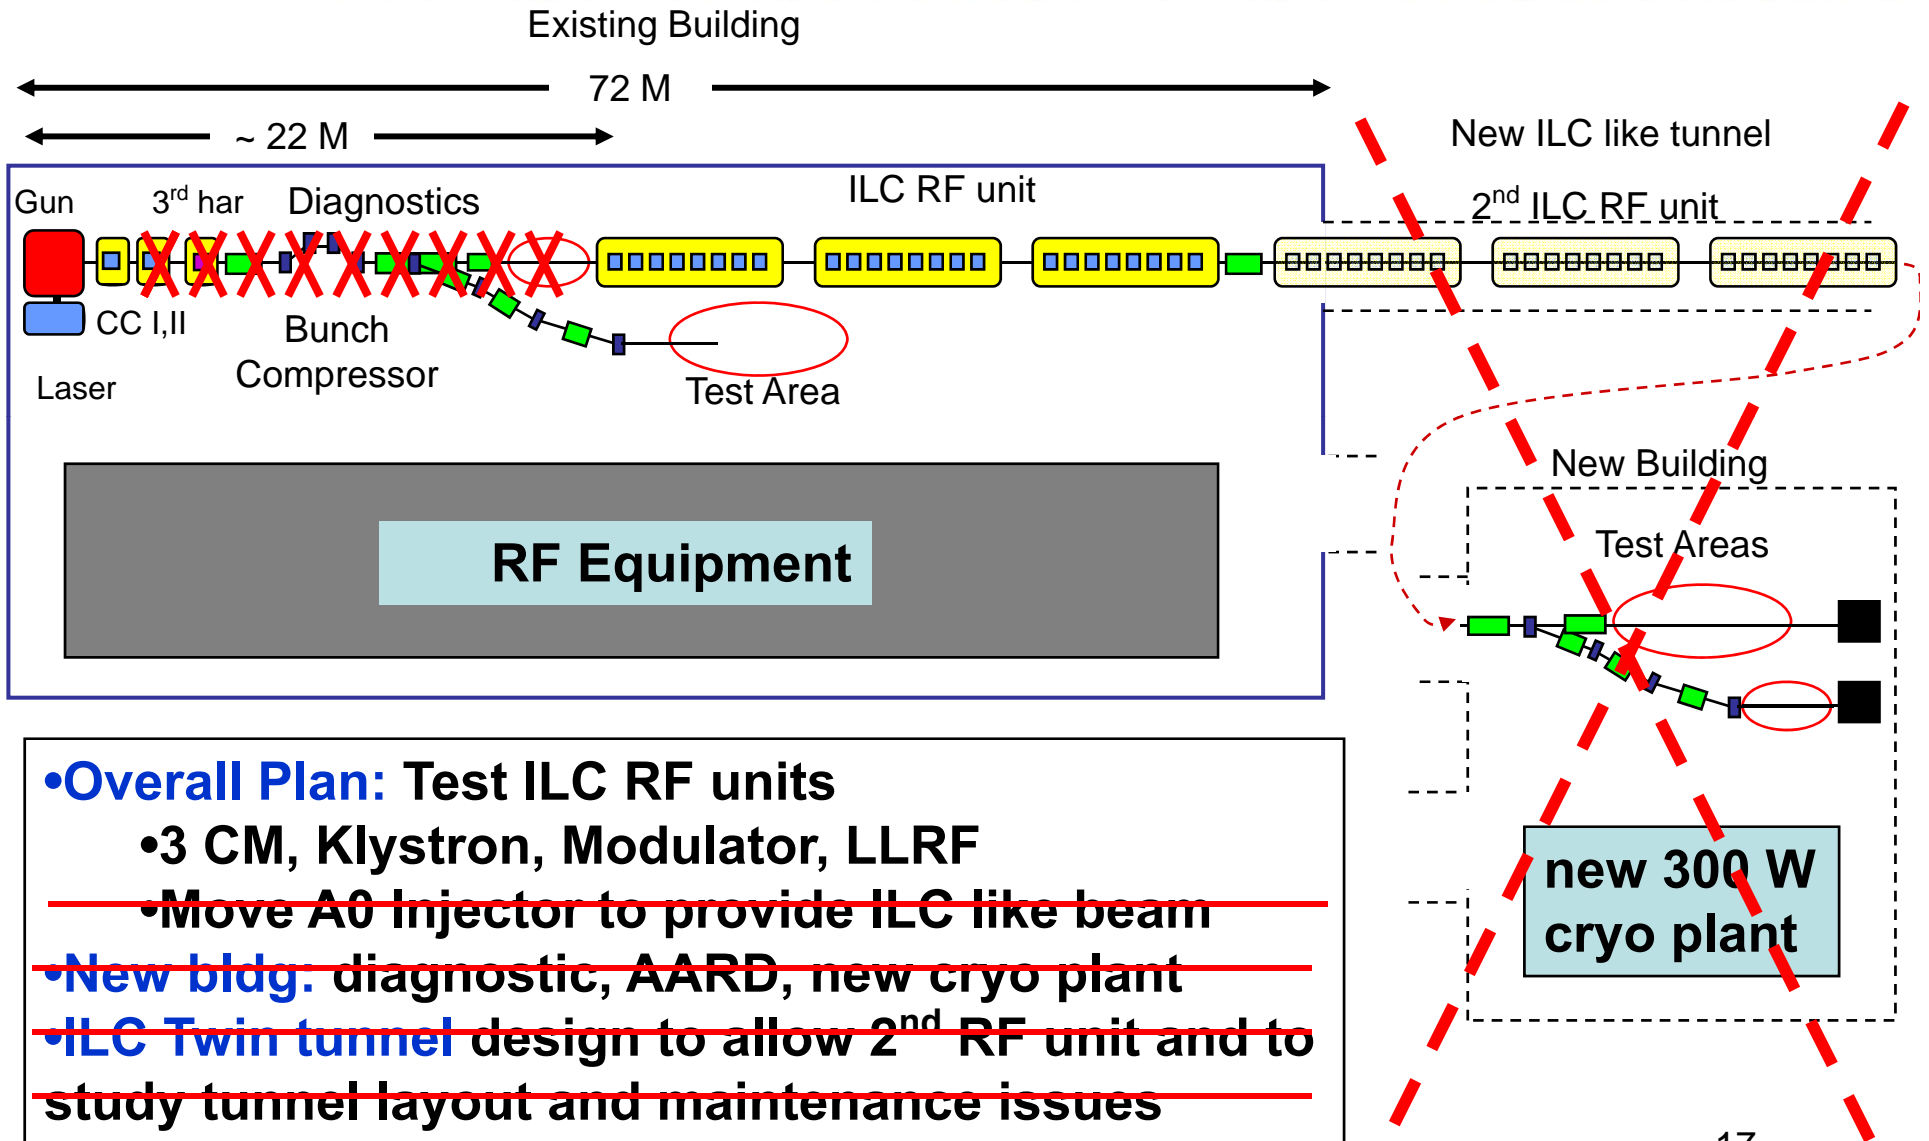 Existing Building
72 M
~ 22 M
New ILC like tunnel
Gun
3rd har
Diagnostics
ILC RF unit
2nd ILC RF unit
CC I,II
Bunch
Compressor
Laser
Test Area
New Building
RF Equipment
Test Areas
•Overall Plan: Test ILC RF units
•3 CM, Klystron, Modulator, LLRF
•Move A0 Injector to provide ILC like beam
•New bldg: diagnostic, AARD, new cryo plant
•ILC Twin tunnel design to allow 2nd RF unit and to
study tunnel layout and maintenance issues
new 300 W
cryo plant
17